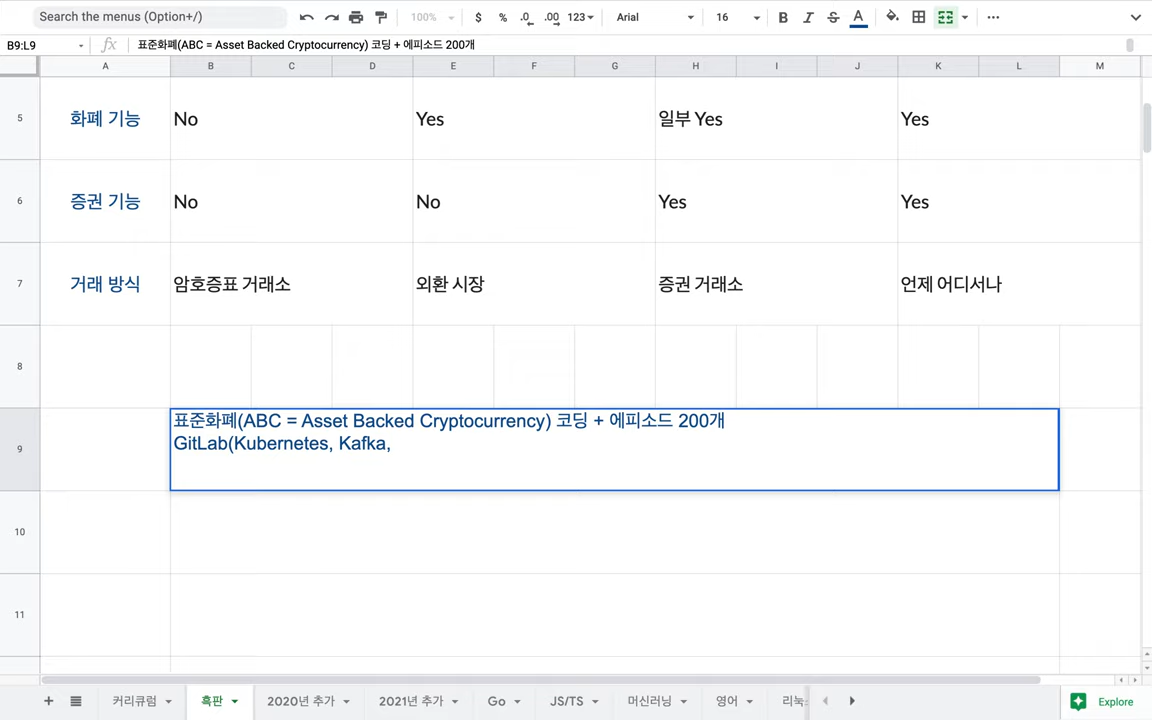 Search the menus (Option+/)
100%
$ % .0 .00 123
Arial
16
B I S A
B9:L9
fx
표준화폐(ABC = Asset Backed Cryptocurrency) 코딩 + 에피소드 200개
A B C D E F G H I J K L M
5 화폐 기능 No Yes 일부 Yes Yes
6 증권 기능 No No Yes Yes
7 거래 방식 암호증표 거래소 외환 시장 증권 거래소 언제 어디서나
8
9
표준화폐(ABC = Asset Backed Cryptocurrency) 코딩 + 에피소드 200개
GitLab(Kubernetes, Kafka,
10
11
커리큘럼 흑판 2020년 추가 2021년 추가 Go JS/TS 머신러닝 영어 리눅
Explore